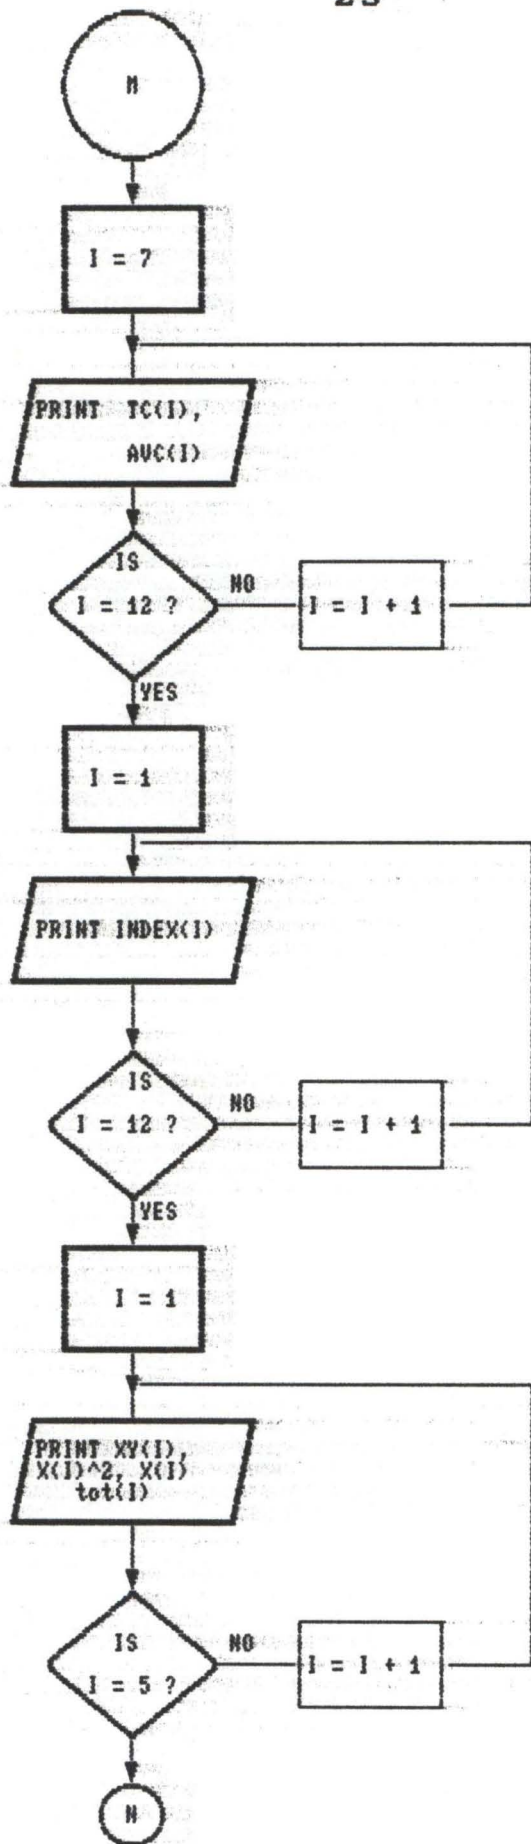 M
I = 7
PRINT TC(I),
AVC(I)
IS
I = 12 ?
NO
I = I + 1
YES
I = 1
PRINT INDEX(I)
IS
I = 12 ?
NO
I = I + 1
YES
I = 1
PRINT XY(I),
X(I)^2, X(I)
tot(I)
IS
I = 5 ?
NO
I = I + 1
N